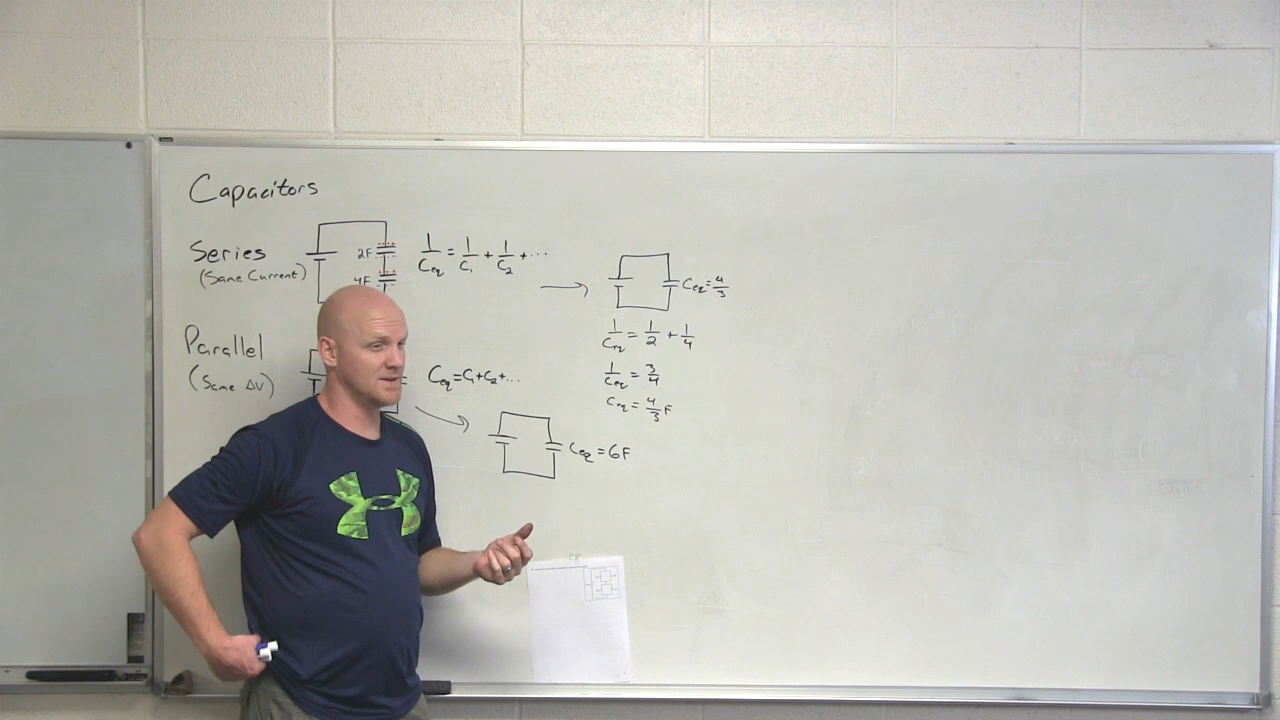 Capacitors
Series
(Same Current)
2F
4F
1/Ceq = 1/C1 + 1/C2 + ...
Ceq = 4/3
1/Ceq = 1/2 + 1/4
1/Ceq = 3/4
Ceq = 4/3 F
Parallel
(Same ΔV)
Ceq = C1 + C2 + ...
Ceq = 6F